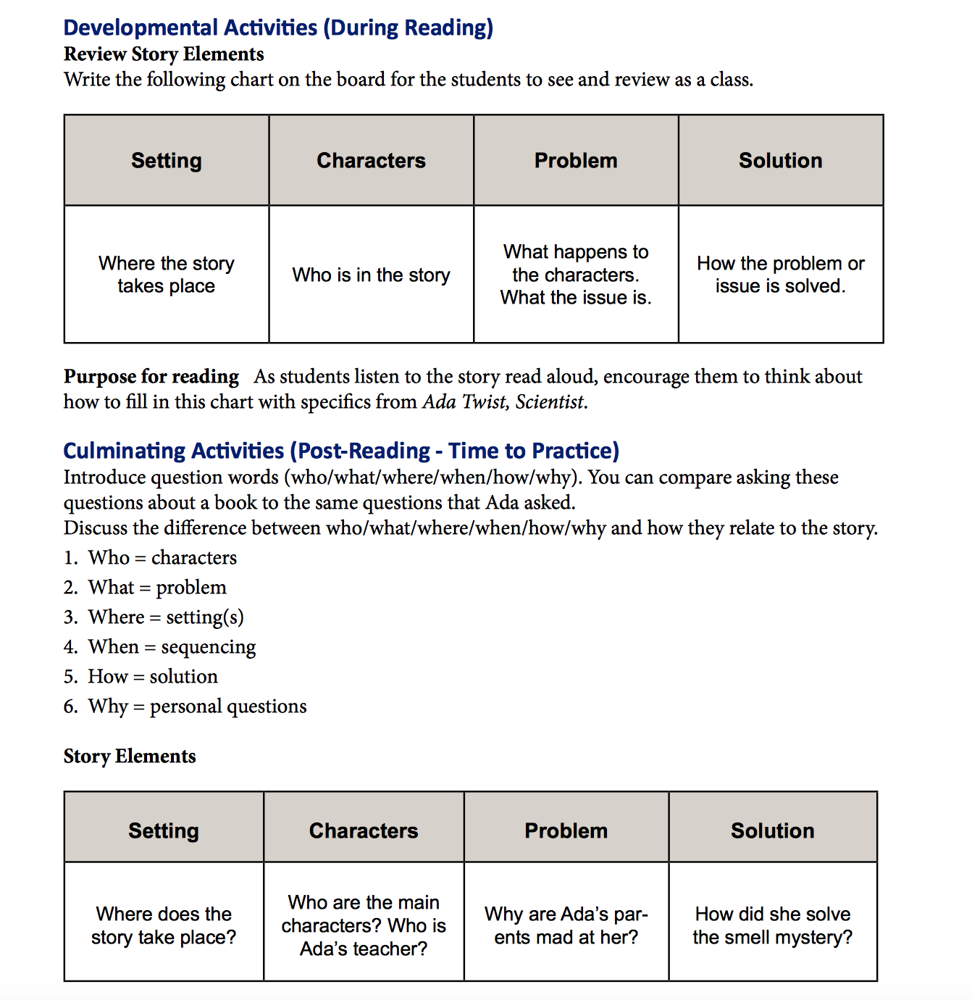 Developmental Activities (During Reading)
Review Story Elements
Write the following chart on the board for the students to see and review as a class.
Setting
Characters
Problem
Solution
Where the story
takes place
Who is in the story
What happens to
the characters.
What the issue is.
How the problem or
issue is solved.
Purpose for reading As students listen to the story read aloud, encourage them to think about
how to fill in this chart with specifics from Ada Twist, Scientist.
Culminating Activities (Post-Reading - Time to Practice)
Introduce question words (who/what/where/when/how/why). You can compare asking these
questions about a book to the same questions that Ada asked.
Discuss the difference between who/what/where/when/how/why and how they relate to the story.
1. Who = characters
2. What = problem
3. Where = setting(s)
4. When = sequencing
5. How = solution
6. Why = personal questions
Story Elements
Setting
Characters
Problem
Solution
Where does the
story take place?
Who are the main
characters? Who is
Ada's teacher?
Why are Ada's par-
ents mad at her?
How did she solve
the smell mystery?